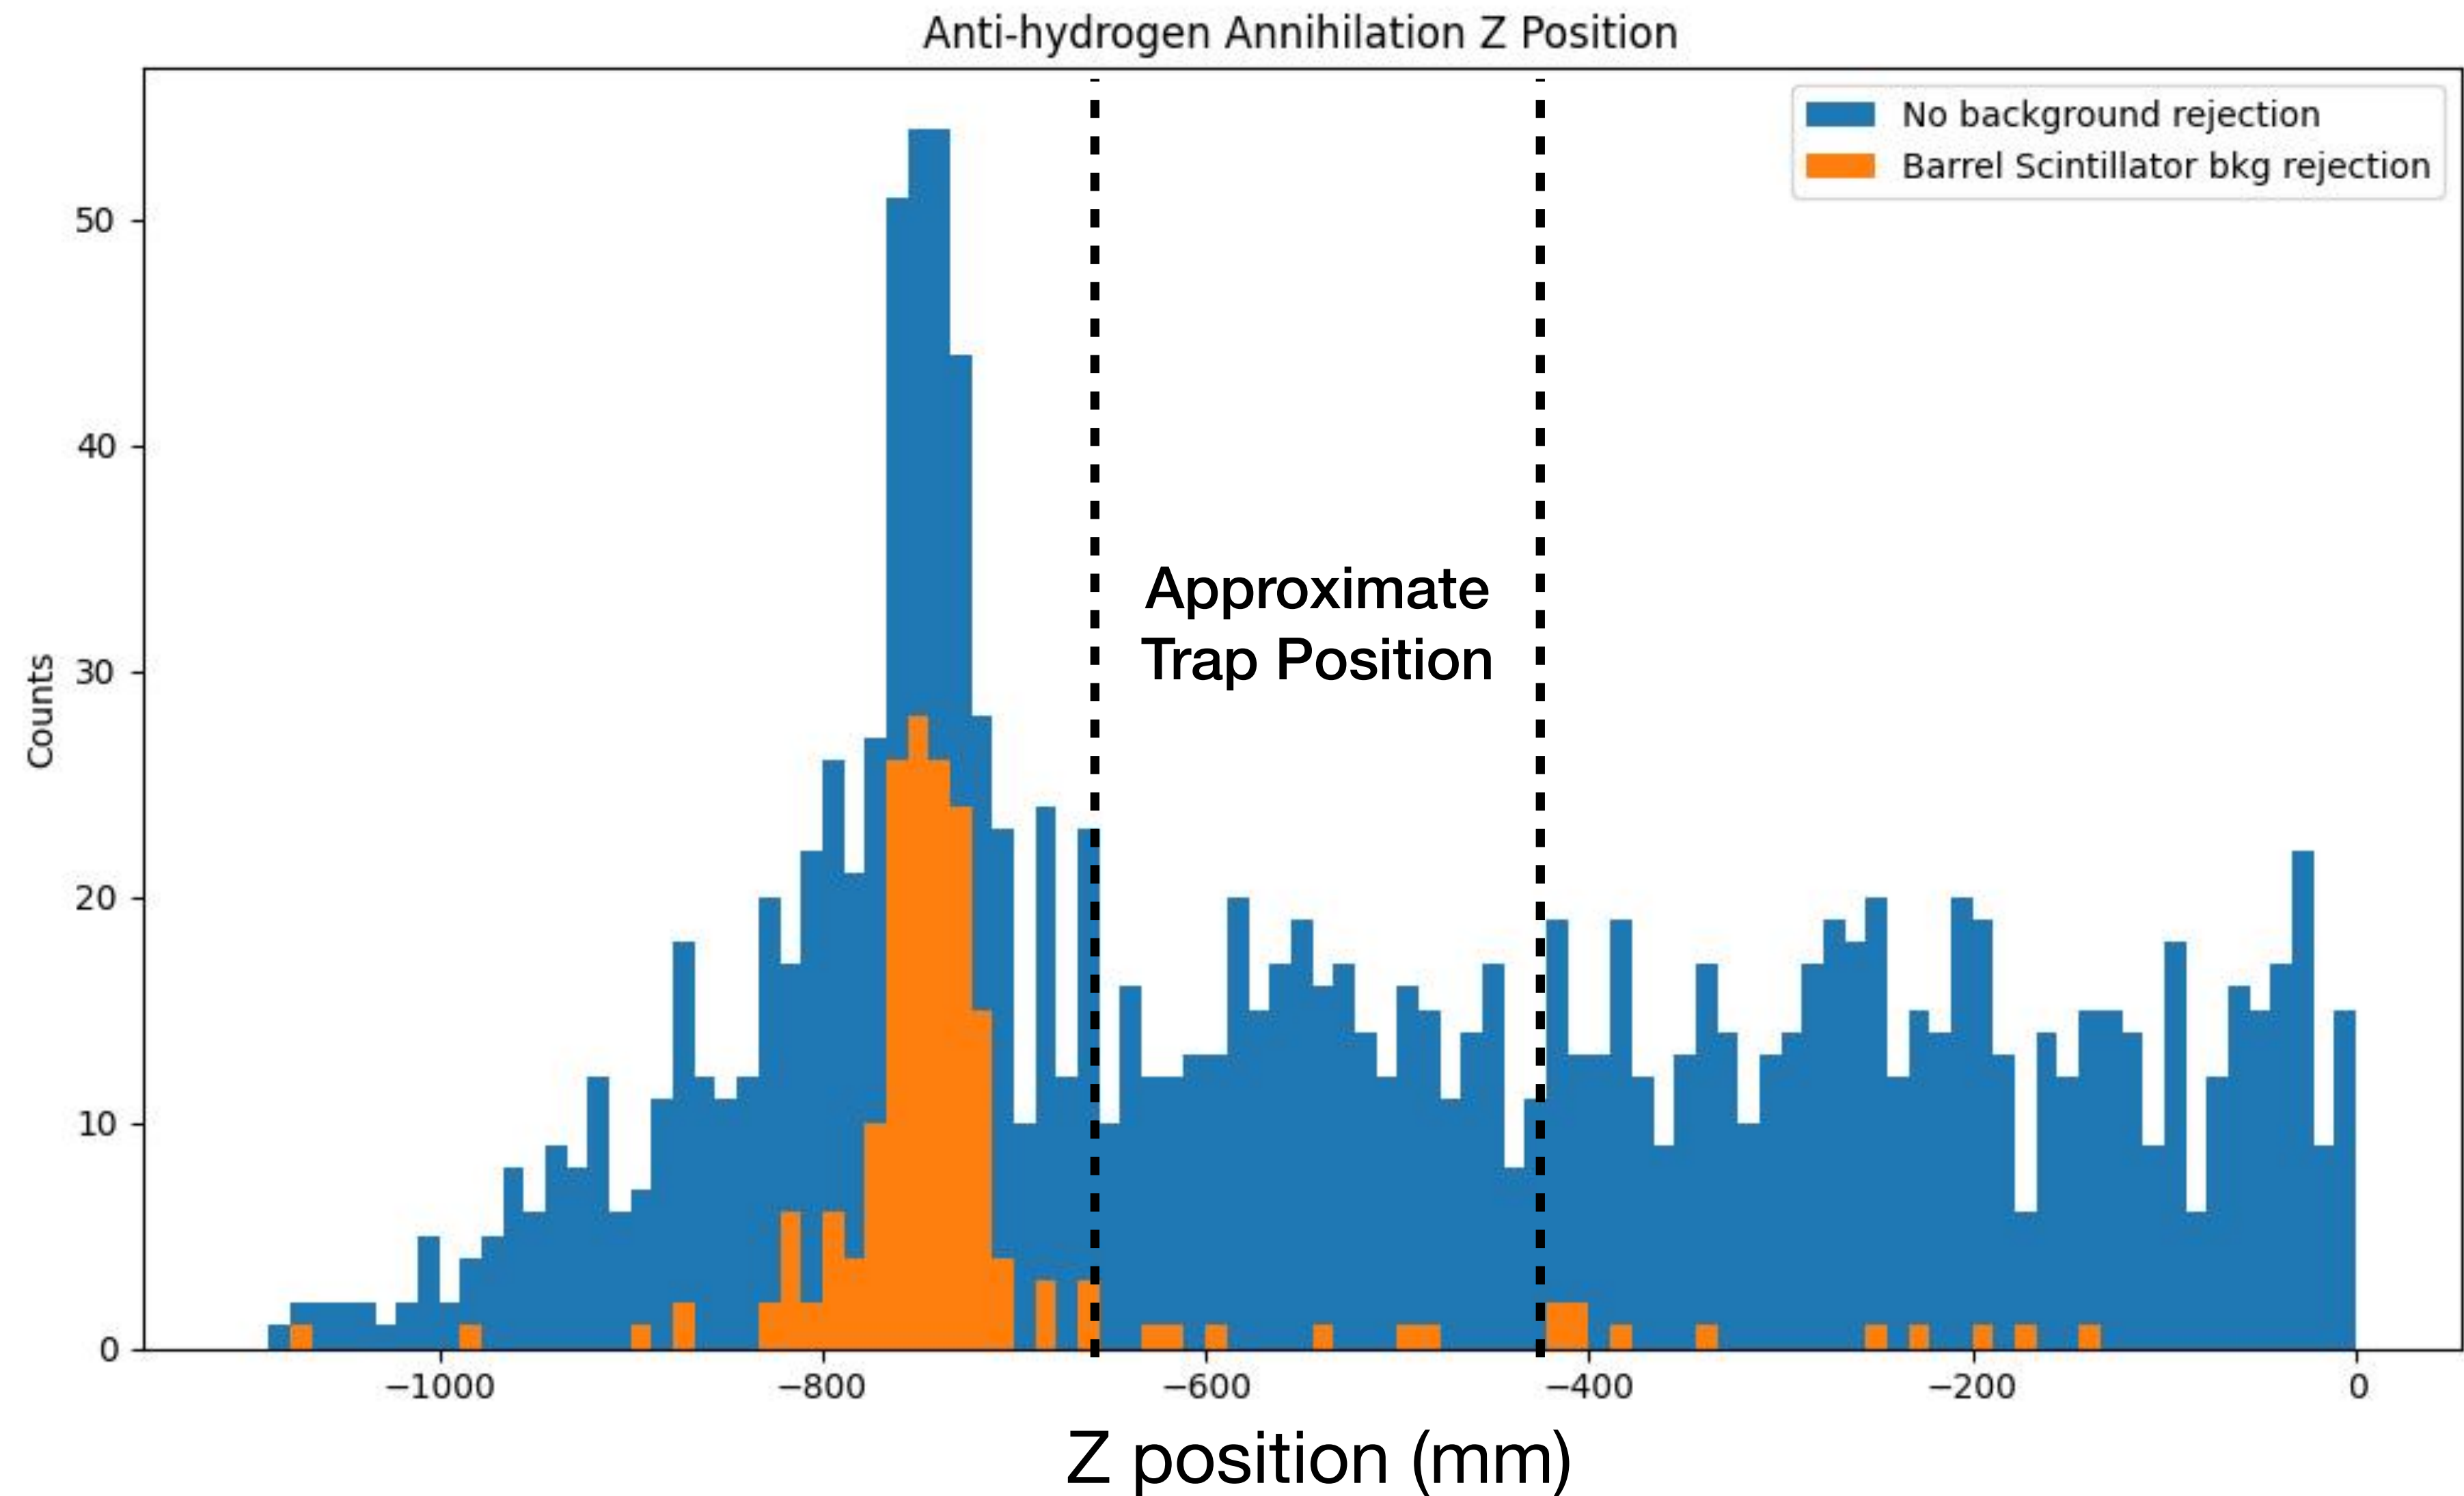 Anti-hydrogen Annihilation Z Position
No background rejection
Barrel Scintillator bkg rejection
Approximate
Trap Position
Counts
50
40
30
20
10
0
−1000
−800
−600
−400
−200
0
Z position (mm)